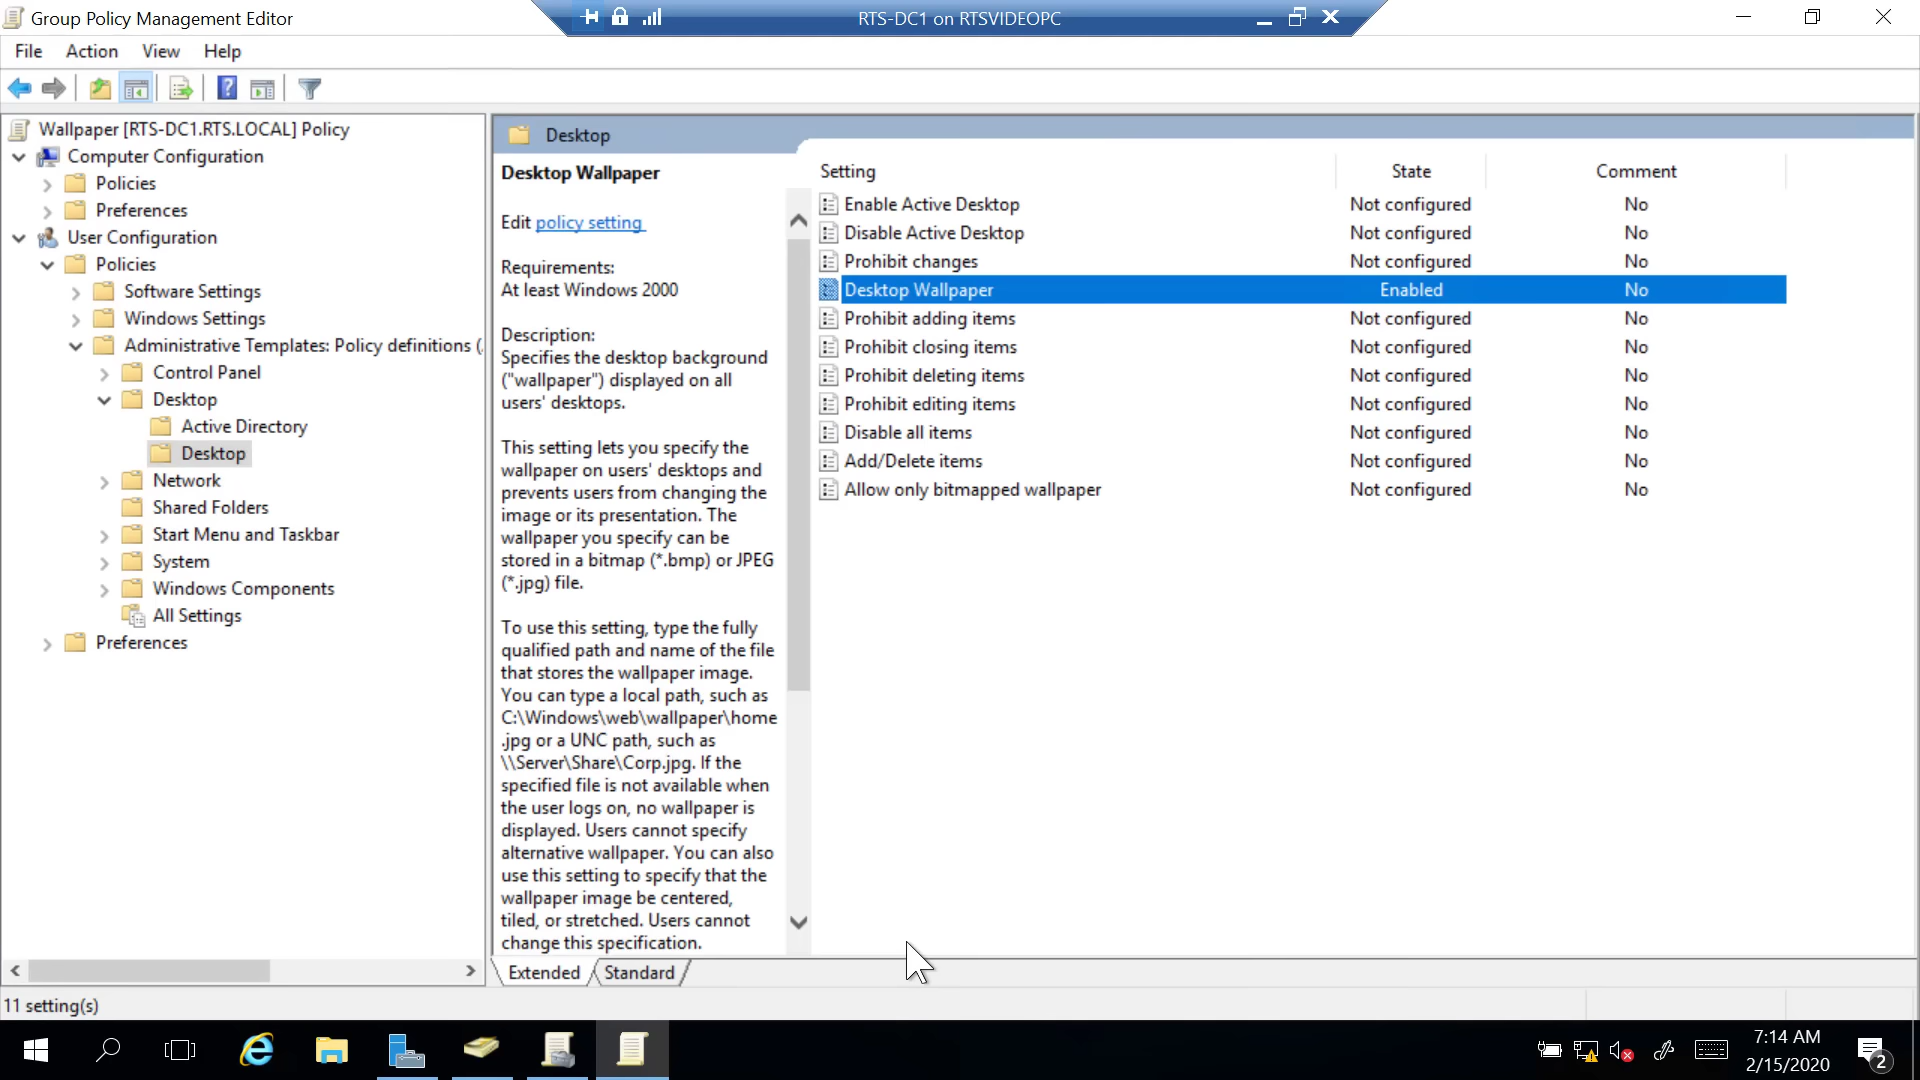 Group Policy Management Editor
RTS-DC1 on RTSVIDEOPC
File Action View Help
Wallpaper [RTS-DC1.RTS.LOCAL] Policy
Computer Configuration
Policies
Preferences
User Configuration
Policies
Software Settings
Windows Settings
Administrative Templates: Policy definitions (
Control Panel
Desktop
Active Directory
Desktop
Network
Shared Folders
Start Menu and Taskbar
System
Windows Components
All Settings
Preferences
Desktop
Desktop Wallpaper
Edit policy setting
Requirements:
At least Windows 2000
Description:
Specifies the desktop background
("wallpaper") displayed on all
users' desktops.
This setting lets you specify the
wallpaper on users' desktops and
prevents users from changing the
image or its presentation. The
wallpaper you specify can be
stored in a bitmap (*.bmp) or JPEG
(*.jpg) file.
To use this setting, type the fully
qualified path and name of the file
that stores the wallpaper image.
You can type a local path, such as
C:\Windows\web\wallpaper\home
.jpg or a UNC path, such as
\\Server\Share\Corp.jpg. If the
specified file is not available when
the user logs on, no wallpaper is
displayed. Users cannot specify
alternative wallpaper. You can also
use this setting to specify that the
wallpaper image be centered,
tiled, or stretched. Users cannot
change this specification.
Setting State Comment
Enable Active Desktop Not configured No
Disable Active Desktop Not configured No
Prohibit changes Not configured No
Desktop Wallpaper Enabled No
Prohibit adding items Not configured No
Prohibit closing items Not configured No
Prohibit deleting items Not configured No
Prohibit editing items Not configured No
Disable all items Not configured No
Add/Delete items Not configured No
Allow only bitmapped wallpaper Not configured No
Extended Standard
11 setting(s)
7:14 AM
2/15/2020
2